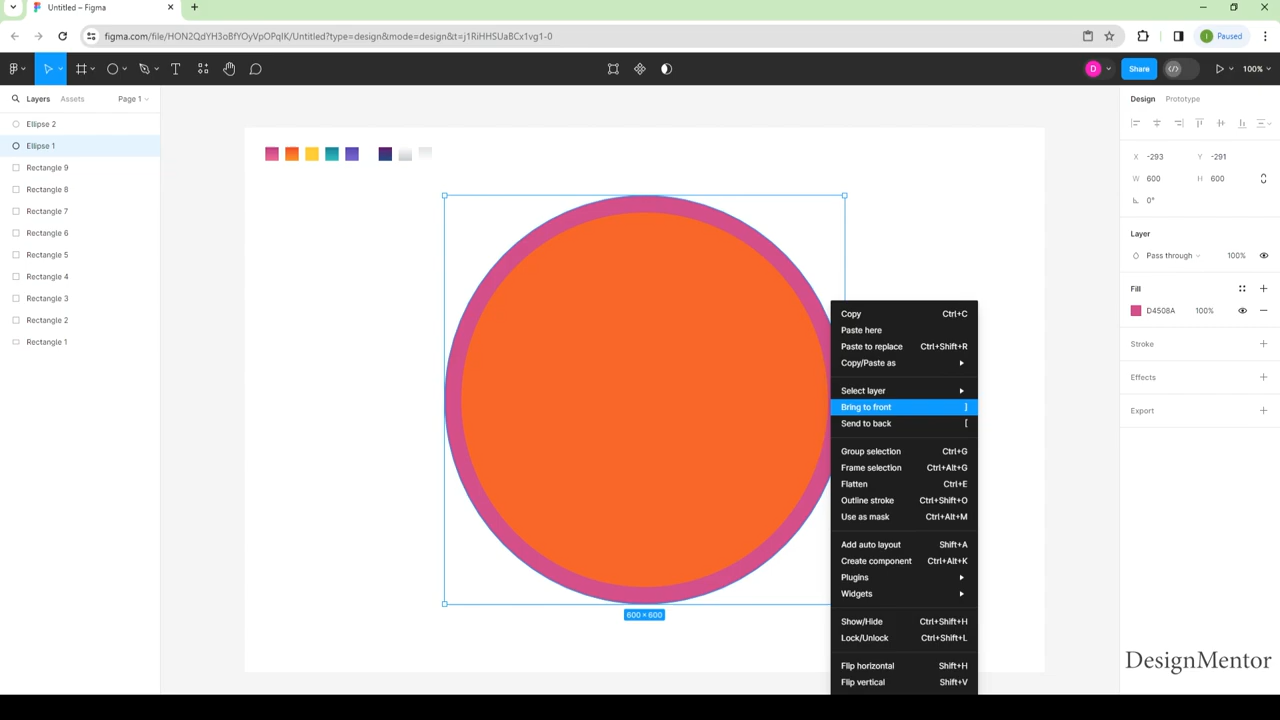 Untitled – Figma
figma.com/file/HON2QdYH3oBfYOyVpOPqIK/Untitled?type=design&mode=design&t=j1RiHHSUaBCx1vg1-0
Paused
D
Share
100%
Layers
Assets
Page 1
Ellipse 2
Ellipse 1
Rectangle 9
Rectangle 8
Rectangle 7
Rectangle 6
Rectangle 5
Rectangle 4
Rectangle 3
Rectangle 2
Rectangle 1
600 × 600
Copy Ctrl+C
Paste here
Paste to replace Ctrl+Shift+R
Copy/Paste as
Select layer
Bring to front ]
Send to back [
Group selection Ctrl+G
Frame selection Ctrl+Alt+G
Flatten Ctrl+E
Outline stroke Ctrl+Shift+O
Use as mask Ctrl+Alt+M
Add auto layout Shift+A
Create component Ctrl+Alt+K
Plugins
Widgets
Show/Hide Ctrl+Shift+H
Lock/Unlock Ctrl+Shift+L
Flip horizontal Shift+H
Flip vertical Shift+V
Design Prototype
X -293 Y -291
W 600 H 600
0°
Layer
Pass through 100%
Fill
D4508A 100%
Stroke
Effects
Export
DesignMentor